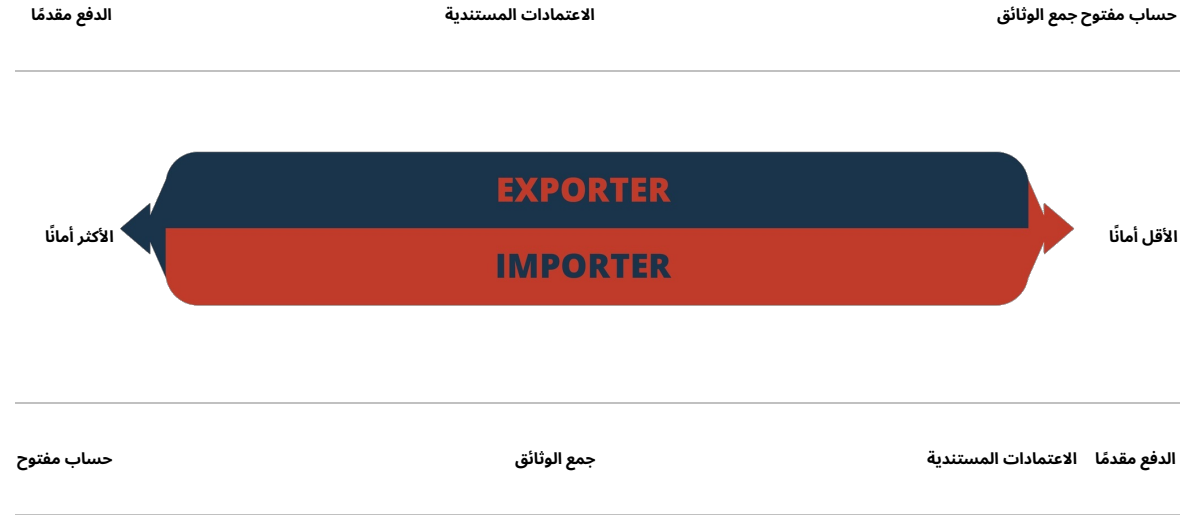 حساب مفتوح جمع الوثائق
الاعتمادات المستندية
الدفع مقدمًا
EXPORTER
الأقل أمانًا
الأكثر أمانًا
IMPORTER
الدفع مقدمًا الاعتمادات المستندية
جمع الوثائق
حساب مفتوح